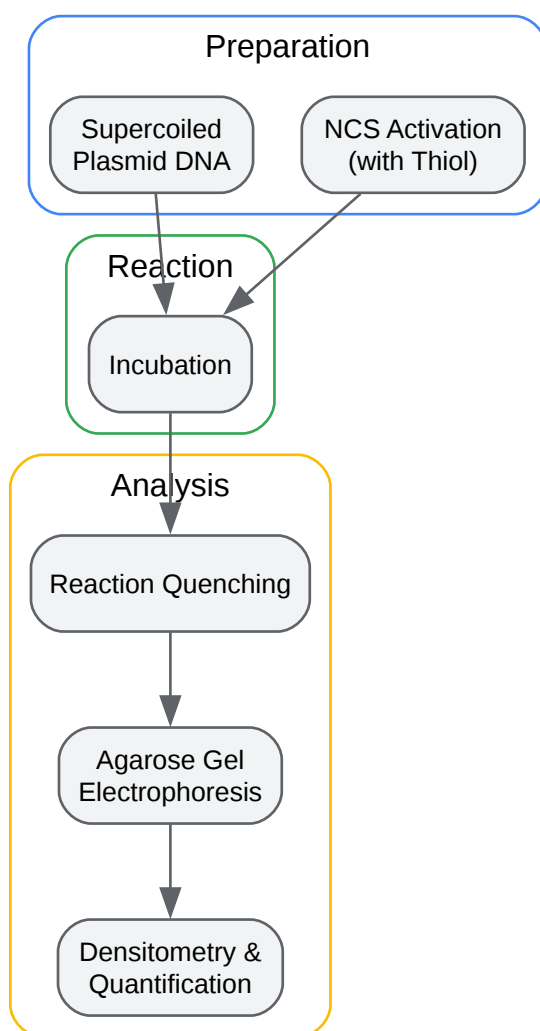 Preparation
Supercoiled
Plasmid DNA
NCS Activation
(with Thiol)
Reaction
Incubation
Analysis
Reaction Quenching
Agarose Gel
Electrophoresis
Densitometry &
Quantification